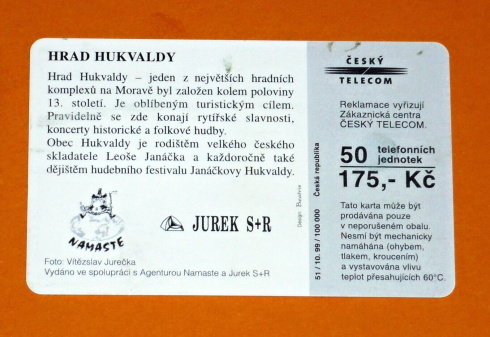 HRAD HUKVALDY
Hrad Hukvaldy – jeden z největších hradních
komplexů na Moravě byl založen kolem poloviny
13. století. Je oblíbeným turistickým cílem.
Pravidelně se zde konají rytířské slavnosti,
koncerty historické a folkové hudby.
Obec Hukvaldy je rodištěm velkého českého
skladatele Leoše Janáčka a každoročně také
dějištěm hudebního festivalu Janáčkovy Hukvaldy.
NAMASTE
JUREK S+R
Foto: Vítězslav Jurečka
Vydáno ve spolupráci s Agenturou Namaste a Jurek S+R
51 / 10. 99 / 100 000 Česká republika
ČESKÝ
TELECOM
Reklamace vyřizují
Zákaznická centra
ČESKÝ TELECOM.
50 telefonních
jednotek
175,- Kč
Tato karta může být
prodávána pouze
v neporušeném obalu.
Nesmí být mechanicky
namáhána (ohybem,
tlakem, kroucením)
a vystavována vlivu
teplot přesahujících 60°C.